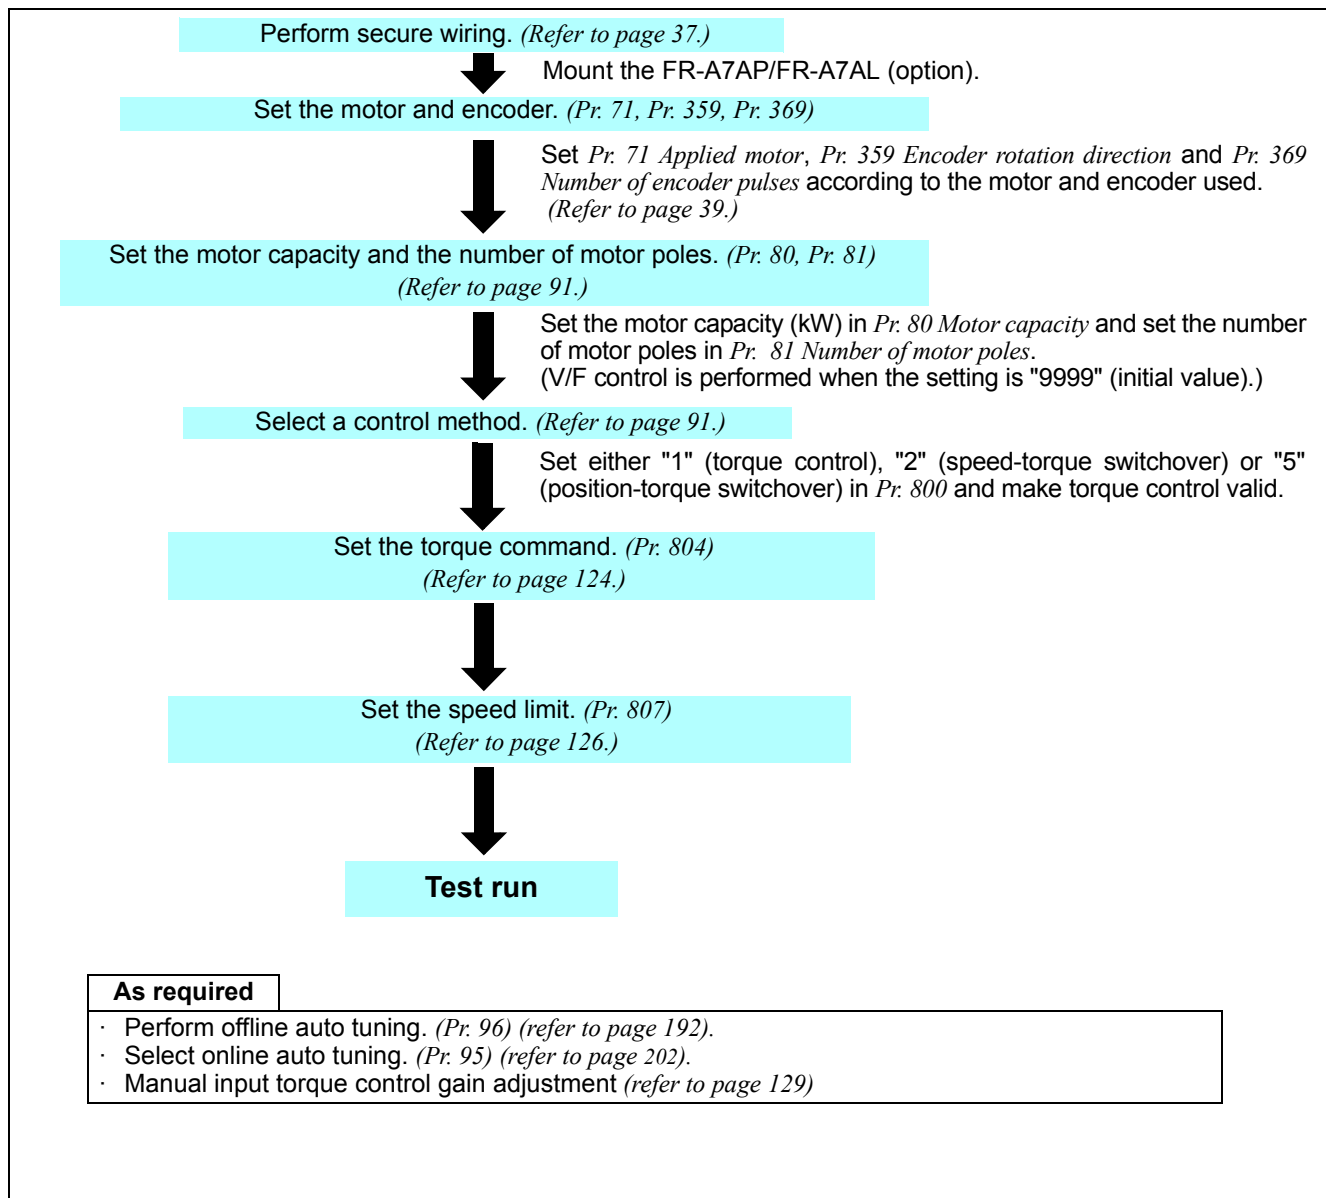 Perform secure wiring. (Refer to page 37.)
Mount the FR-A7AP/FR-A7AL (option).
Set the motor and encoder. (Pr. 71, Pr. 359, Pr. 369)
Set Pr. 71 Applied motor, Pr. 359 Encoder rotation direction and Pr. 369
Number of encoder pulses according to the motor and encoder used.
(Refer to page 39.)
Set the motor capacity and the number of motor poles. (Pr. 80, Pr. 81)
(Refer to page 91.)
Set the motor capacity (kW) in Pr. 80 Motor capacity and set the number
of motor poles in Pr. 81 Number of motor poles.
(V/F control is performed when the setting is "9999" (initial value).)
Select a control method. (Refer to page 91.)
Set either "1" (torque control), "2" (speed-torque switchover) or "5"
(position-torque switchover) in Pr. 800 and make torque control valid.
Set the torque command. (Pr. 804)
(Refer to page 124.)
Set the speed limit. (Pr. 807)
(Refer to page 126.)
Test run
As required
· Perform offline auto tuning. (Pr. 96) (refer to page 192).
· Select online auto tuning. (Pr. 95) (refer to page 202).
· Manual input torque control gain adjustment (refer to page 129)